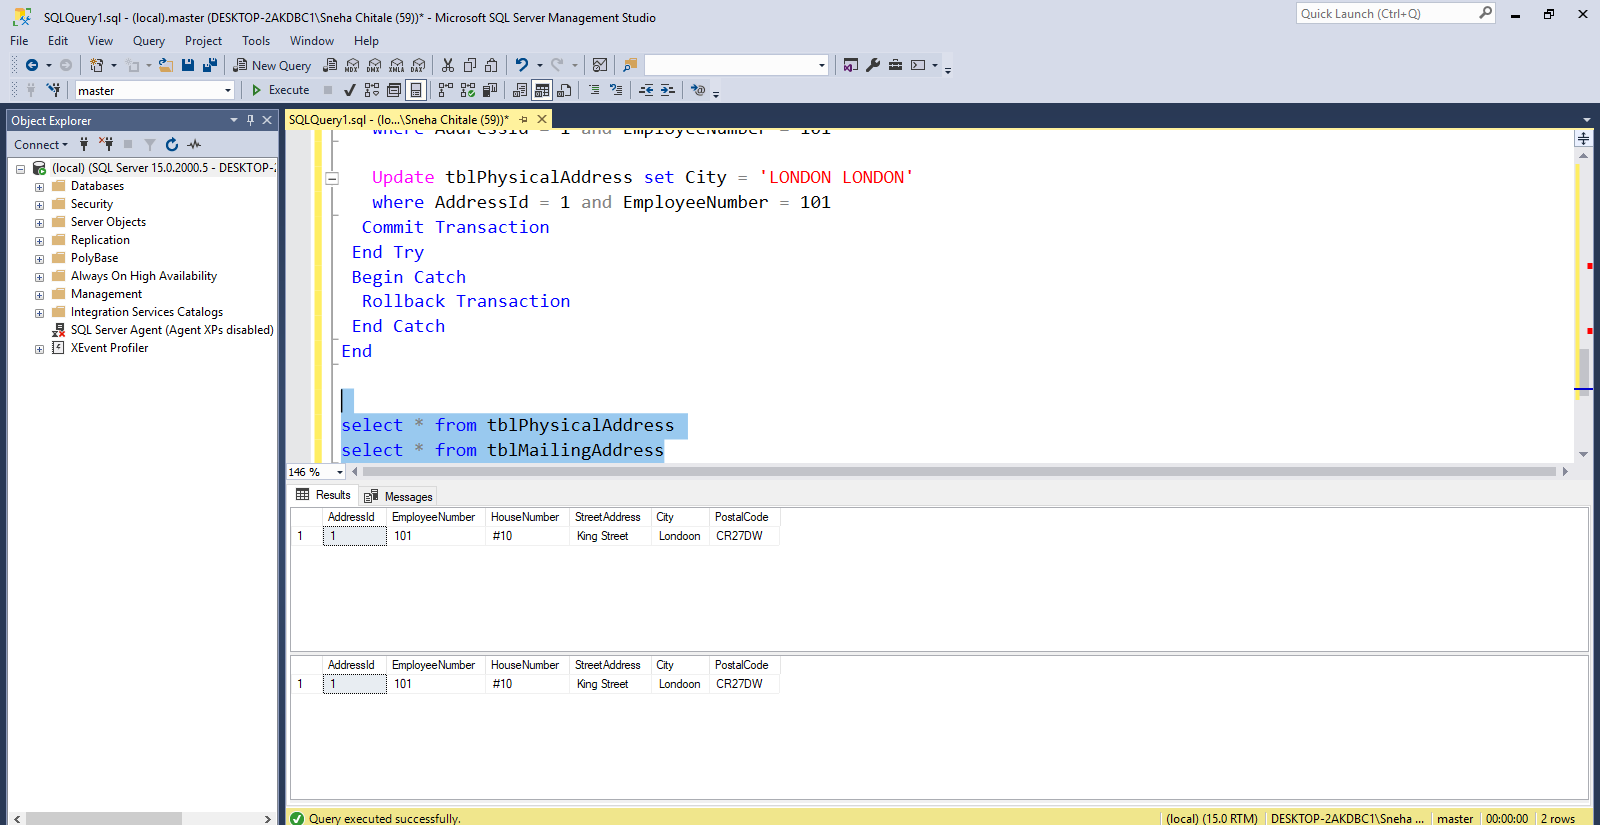 SQLQuery1.sql - (local).master (DESKTOP-2AKDBC1\Sneha Chitale (59))* - Microsoft SQL Server Management Studio
Quick Launch (Ctrl+Q)
File Edit View Query Project Tools Window Help
New Query MDX DMX XMLA DAX
master Execute
Object Explorer
Connect
(local) (SQL Server 15.0.2000.5 - DESKTOP-2
Databases
Security
Server Objects
Replication
PolyBase
Always On High Availability
Management
Integration Services Catalogs
SQL Server Agent (Agent XPs disabled)
XEvent Profiler
SQLQuery1.sql - (lo...\Sneha Chitale (59))*
where AddressId = 1 and EmployeeNumber = 101
Update tblPhysicalAddress set City = 'LONDON LONDON'
where AddressId = 1 and EmployeeNumber = 101
Commit Transaction
End Try
Begin Catch
Rollback Transaction
End Catch
End
select * from tblPhysicalAddress
select * from tblMailingAddress
146 %
Results Messages
AddressId EmployeeNumber HouseNumber StreetAddress City PostalCode
1 1 101 #10 King Street Londoon CR27DW
AddressId EmployeeNumber HouseNumber StreetAddress City PostalCode
1 1 101 #10 King Street Londoon CR27DW
Query executed successfully.
(local) (15.0 RTM) DESKTOP-2AKDBC1\Sneha ... master 00:00:00 2 rows